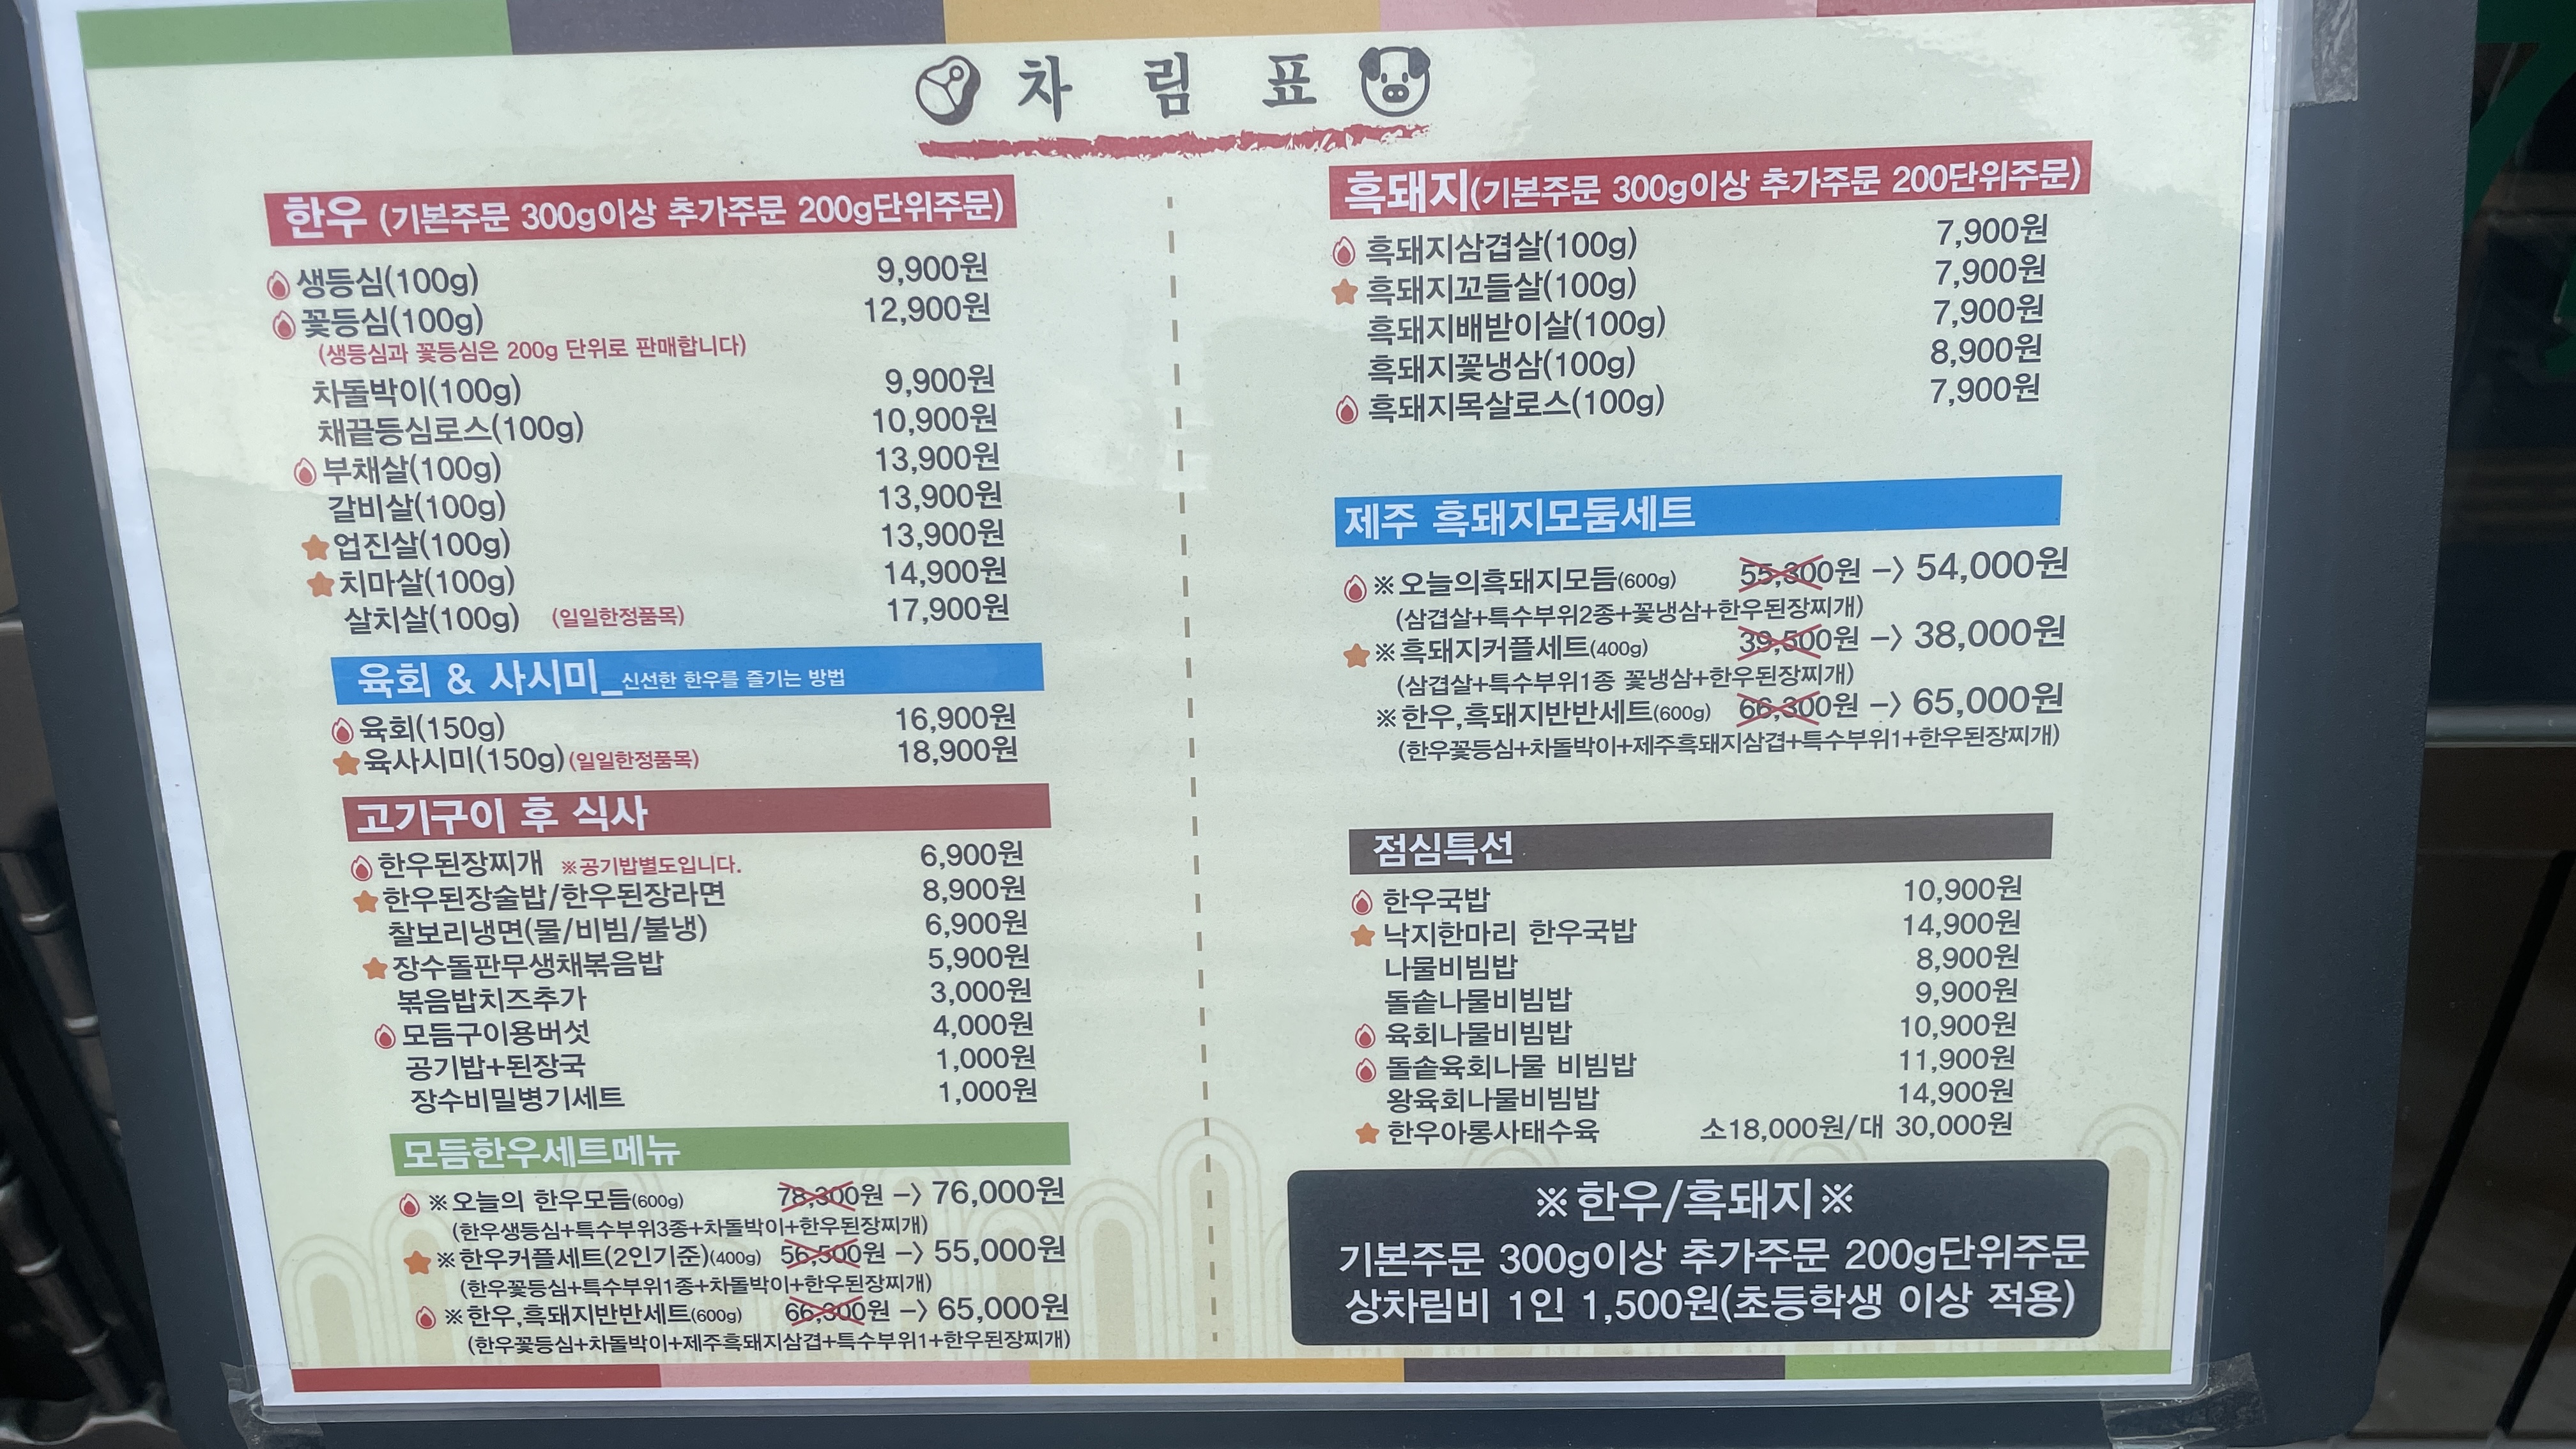 차 림 표
한우 (기본주문 300g이상 추가주문 200g단위주문)
생등심(100g) 9,900원
꽃등심(100g) 12,900원
(생등심과 꽃등심은 200g 단위로 판매합니다)
차돌박이(100g) 9,900원
채끝등심로스(100g) 10,900원
부채살(100g) 13,900원
갈비살(100g) 13,900원
업진살(100g) 13,900원
치마살(100g) 14,900원
살치살(100g) (일일한정품목) 17,900원
육회 & 사시미_신선한 한우를 즐기는 방법
육회(150g) 16,900원
육사시미(150g)(일일한정품목) 18,900원
고기구이 후 식사
한우된장찌개 ※공기밥별도입니다. 6,900원
한우된장술밥/한우된장라면 8,900원
찰보리냉면(물/비빔/불냉) 6,900원
장수돌판무생채볶음밥 5,900원
볶음밥치즈추가 3,000원
모듬구이용버섯 4,000원
공기밥+된장국 1,000원
장수비밀병기세트 1,000원
모듬한우세트메뉴
※오늘의 한우모듬(600g) 78,300원 -> 76,000원
(한우생등심+특수부위3종+차돌박이+한우된장찌개)
※한우커플세트(2인기준)(400g) 56,500원 -> 55,000원
(한우꽃등심+특수부위1종+차돌박이+한우된장찌개)
※한우,흑돼지반반세트(600g) 66,300원 -> 65,000원
(한우꽃등심+차돌박이+제주흑돼지삼겹+특수부위1+한우된장찌개)
흑돼지(기본주문 300g이상 추가주문 200단위주문)
흑돼지삼겹살(100g) 7,900원
흑돼지꼬들살(100g) 7,900원
흑돼지배받이살(100g) 7,900원
흑돼지꽃냉삼(100g) 8,900원
흑돼지목살로스(100g) 7,900원
제주 흑돼지모둠세트
※오늘의흑돼지모듬(600g) 55,300원 -> 54,000원
(삼겹살+특수부위2종+꽃냉삼+한우된장찌개)
※흑돼지커플세트(400g) 39,500원 -> 38,000원
(삼겹살+특수부위1종 꽃냉삼+한우된장찌개)
※한우,흑돼지반반세트(600g) 66,300원 -> 65,000원
(한우꽃등심+차돌박이+제주흑돼지삼겹+특수부위1+한우된장찌개)
점심특선
한우국밥 10,900원
낙지한마리 한우국밥 14,900원
나물비빔밥 8,900원
돌솥나물비빔밥 9,900원
육회나물비빔밥 10,900원
돌솥육회나물 비빔밥 11,900원
왕육회나물비빔밥 14,900원
한우아롱사태수육 소18,000원/대 30,000원
※한우/흑돼지※
기본주문 300g이상 추가주문 200g단위주문
상차림비 1인 1,500원(초등학생 이상 적용)